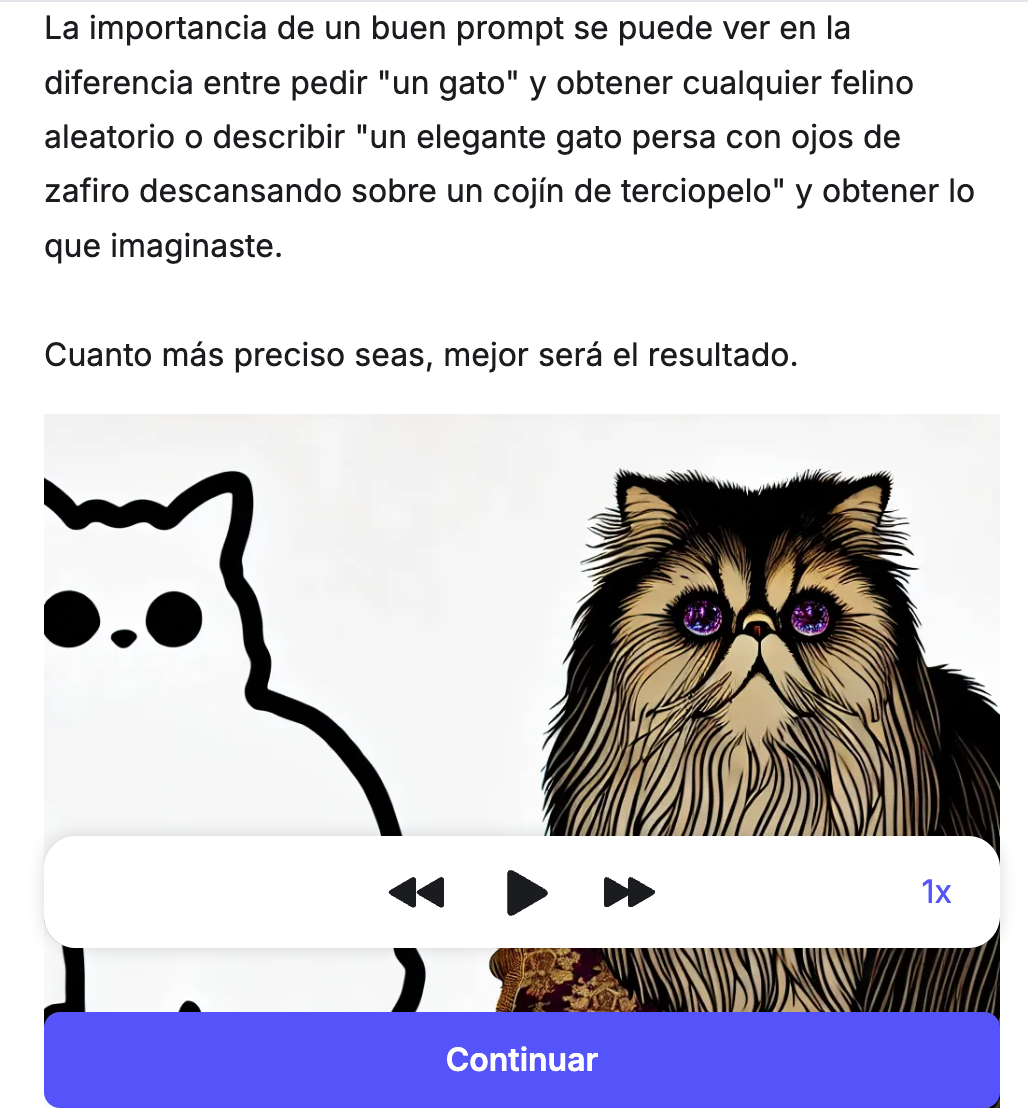 La importancia de un buen prompt se puede ver en la
diferencia entre pedir "un gato" y obtener cualquier felino
aleatorio o describir "un elegante gato persa con ojos de
zafiro descansando sobre un cojín de terciopelo" y obtener lo
que imaginaste.
Cuanto más preciso seas, mejor será el resultado.
1x
Continuar